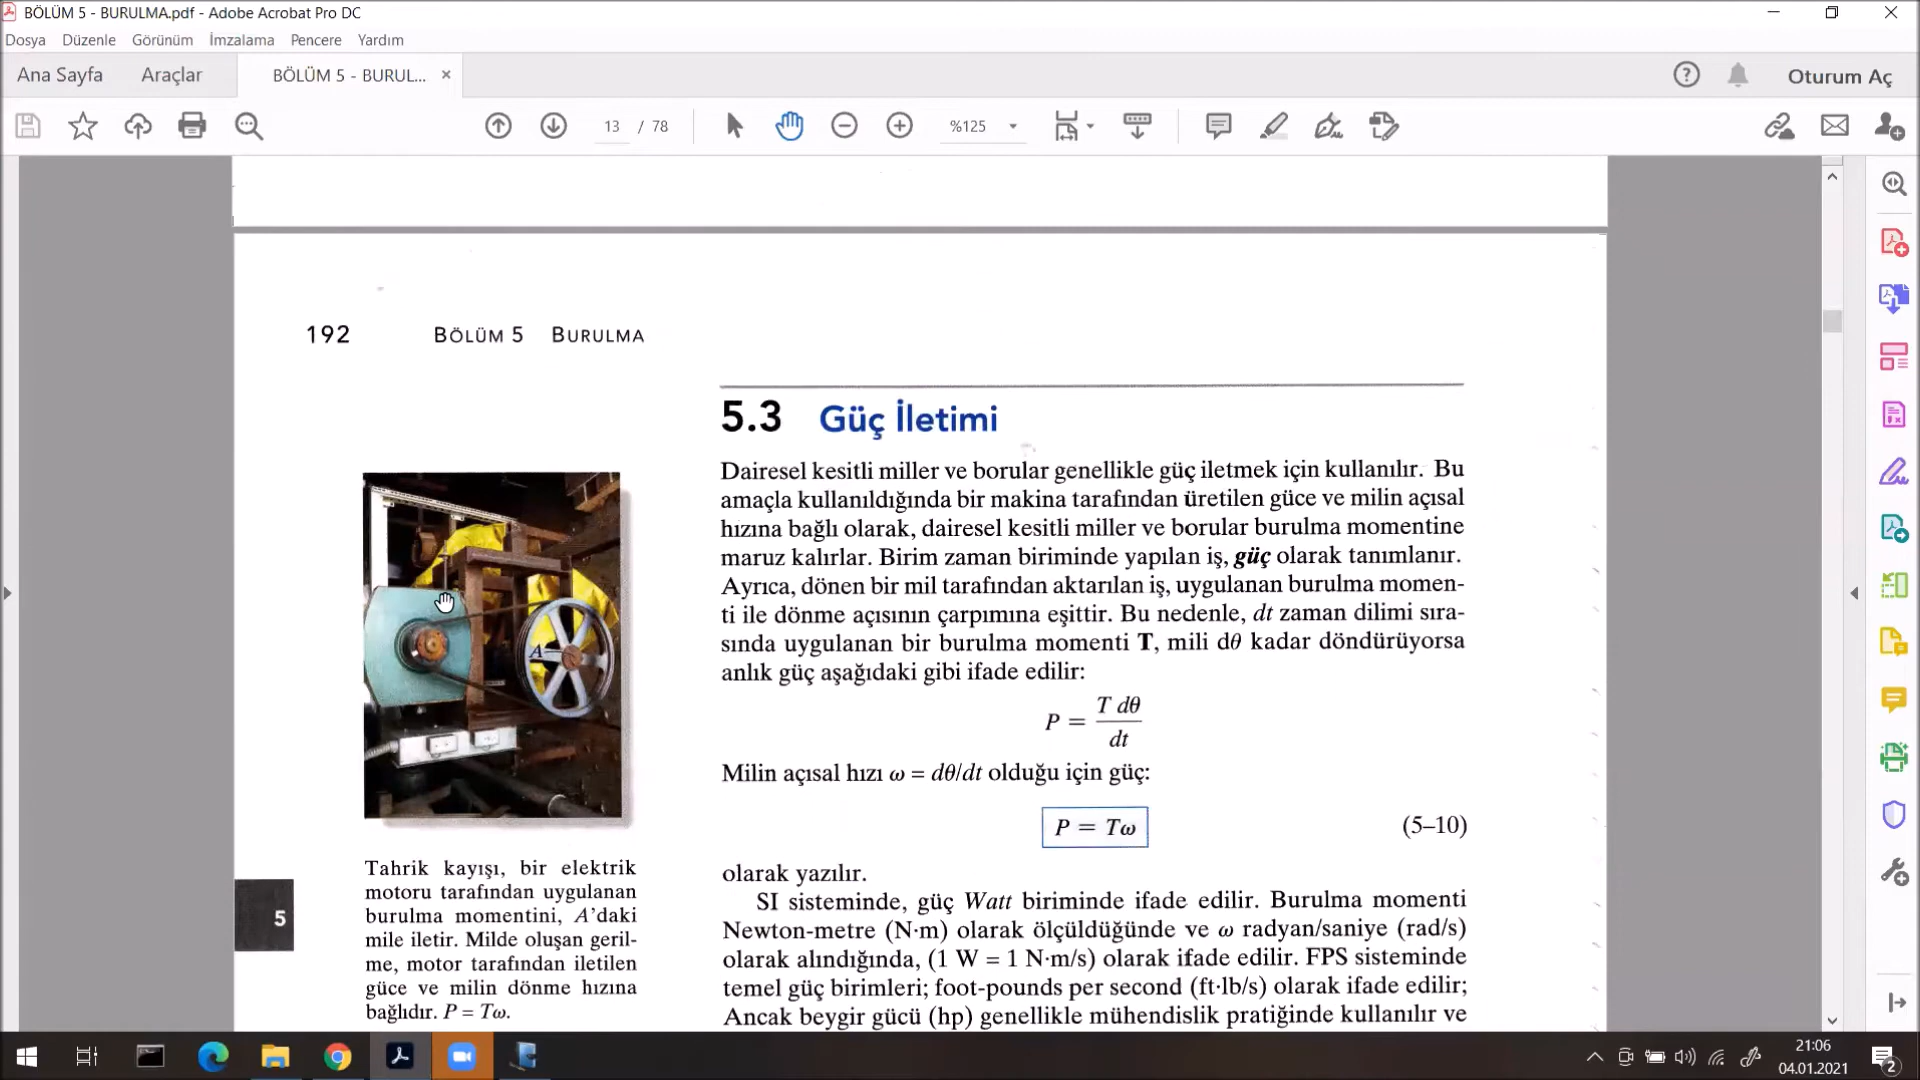 BÖLÜM 5 - BURULMA.pdf - Adobe Acrobat Pro DC
Dosya Düzenle Görünüm İmzalama Pencere Yardım
Ana Sayfa Araçlar BÖLÜM 5 - BURUL... × Oturum Aç
13 / 78 %125
192 BÖLÜM 5 BURULMA
5.3 Güç İletimi
Dairesel kesitli miller ve borular genellikle güç iletmek için kullanılır. Bu
amaçla kullanıldığında bir makina tarafından üretilen güce ve milin açısal
hızına bağlı olarak, dairesel kesitli miller ve borular burulma momentine
maruz kalırlar. Birim zaman biriminde yapılan iş, güç olarak tanımlanır.
Ayrıca, dönen bir mil tarafından aktarılan iş, uygulanan burulma momen-
ti ile dönme açısının çarpımına eşittir. Bu nedenle, dt zaman dilimi sıra-
sında uygulanan bir burulma momenti T, mili dθ kadar döndürüyorsa
anlık güç aşağıdaki gibi ifade edilir:
P = T dθ / dt
Milin açısal hızı ω = dθ/dt olduğu için güç:
P = Tω (5–10)
olarak yazılır.
SI sisteminde, güç Watt biriminde ifade edilir. Burulma momenti
Newton-metre (N·m) olarak ölçüldüğünde ve ω radyan/saniye (rad/s)
olarak alındığında, (1 W = 1 N·m/s) olarak ifade edilir. FPS sisteminde
temel güç birimleri; foot-pounds per second (ft·lb/s) olarak ifade edilir;
Ancak beygir gücü (hp) genellikle mühendislik pratiğinde kullanılır ve
A
Tahrik kayışı, bir elektrik
motoru tarafından uygulanan
burulma momentini, A’daki
mile iletir. Milde oluşan geril-
me, motor tarafından iletilen
güce ve milin dönme hızına
bağlıdır. P = Tω.
5
21:06
04.01.2021
2